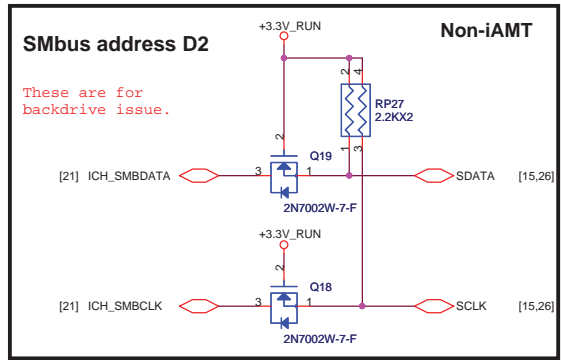 +3.3V_RUN
Non-iAMT
SMbus address D2
These are for
backdrive issue.
2
4
RP27
2.2KX2
1
3
2
Q19
[21] ICH_SMBDATA
3
1
SDATA
[15,26]
2N7002W-7-F
+3.3V_RUN
2
Q18
[21] ICH_SMBCLK
3
1
SCLK
[15,26]
2N7002W-7-F